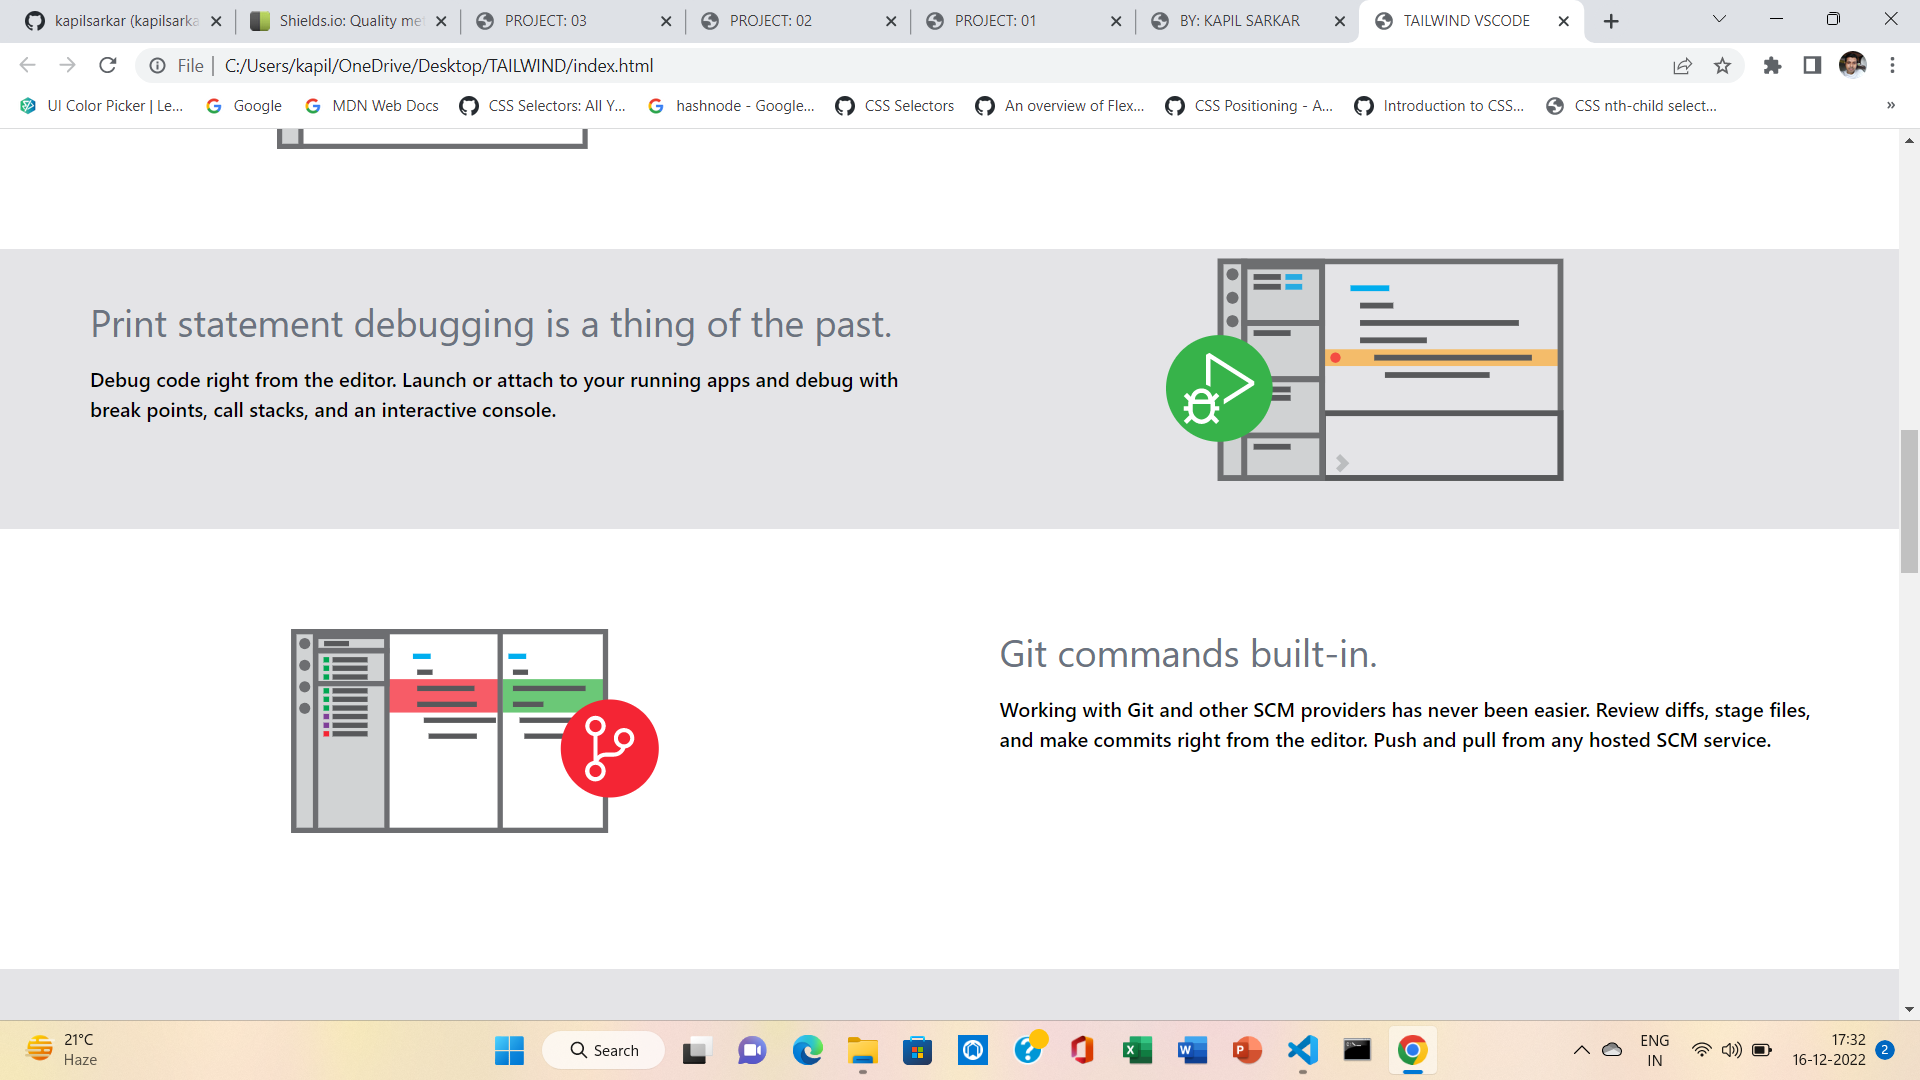 kapilsarkar (kapilsarka
Shields.io: Quality met
PROJECT: 03
PROJECT: 02
PROJECT: 01
BY: KAPIL SARKAR
TAILWIND VSCODE
File
C:/Users/kapil/OneDrive/Desktop/TAILWIND/index.html
UI Color Picker | Le...
Google
MDN Web Docs
CSS Selectors: All Y...
hashnode - Google...
CSS Selectors
An overview of Flex...
CSS Positioning - A...
Introduction to CSS...
CSS nth-child select...
Print statement debugging is a thing of the past.
Debug code right from the editor. Launch or attach to your running apps and debug with
break points, call stacks, and an interactive console.
Git commands built-in.
Working with Git and other SCM providers has never been easier. Review diffs, stage files,
and make commits right from the editor. Push and pull from any hosted SCM service.
21°C
Haze
Search
ENG
IN
17:32
16-12-2022
2